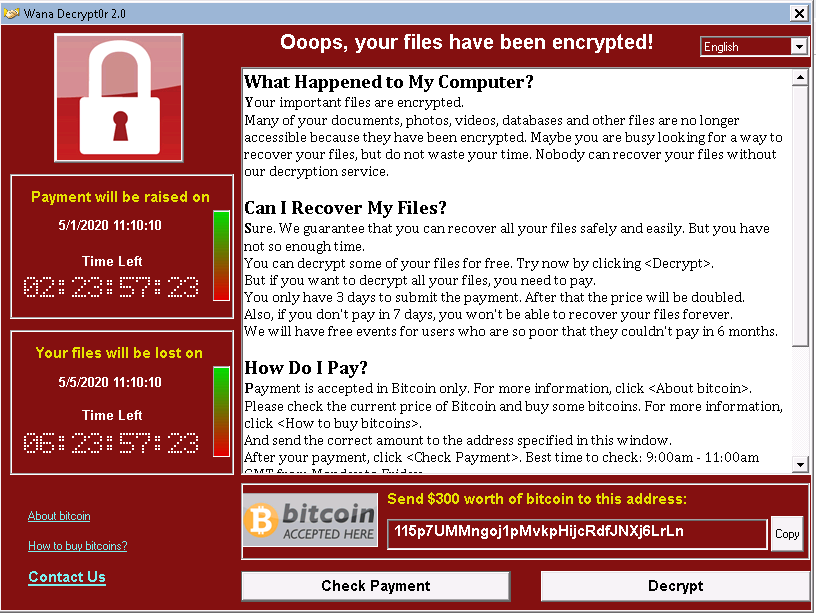 Wana Decrypt0r 2.0
Ooops, your files have been encrypted!
English
What Happened to My Computer?
Your important files are encrypted.
Many of your documents, photos, videos, databases and other files are no longer
accessible because they have been encrypted. Maybe you are busy looking for a way to
recover your files, but do not waste your time. Nobody can recover your files without
our decryption service.
Can I Recover My Files?
Sure. We guarantee that you can recover all your files safely and easily. But you have
not so enough time.
You can decrypt some of your files for free. Try now by clicking <Decrypt>.
But if you want to decrypt all your files, you need to pay.
You only have 3 days to submit the payment. After that the price will be doubled.
Also, if you don't pay in 7 days, you won't be able to recover your files forever.
We will have free events for users who are so poor that they couldn't pay in 6 months.
How Do I Pay?
Payment is accepted in Bitcoin only. For more information, click <About bitcoin>.
Please check the current price of Bitcoin and buy some bitcoins. For more information,
click <How to buy bitcoins>.
And send the correct amount to the address specified in this window.
After your payment, click <Check Payment>. Best time to check: 9:00am - 11:00am
GMT from Monday to Friday.
Payment will be raised on
5/1/2020 11:10:10
Time Left
02:23:57:23
Your files will be lost on
5/5/2020 11:10:10
Time Left
06:23:57:23
About bitcoin
How to buy bitcoins?
Contact Us
bitcoin
ACCEPTED HERE
Send $300 worth of bitcoin to this address:
115p7UMMngoj1pMvkpHijcRdfJNXj6LrLn
Copy
Check Payment
Decrypt